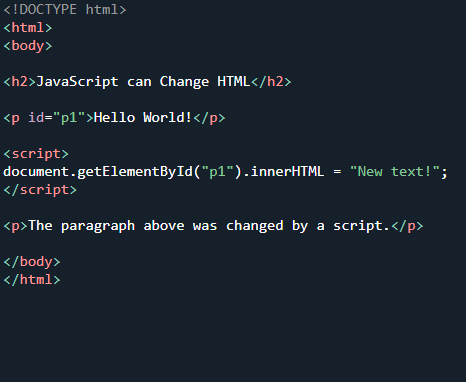 <!DOCTYPE html>
<html>
<body>
<h2>JavaScript can Change HTML</h2>
<p id="p1">Hello World!</p>
<script>
document.getElementById("p1").innerHTML = "New text!";
</script>
<p>The paragraph above was changed by a script.</p>
</body>
</html>